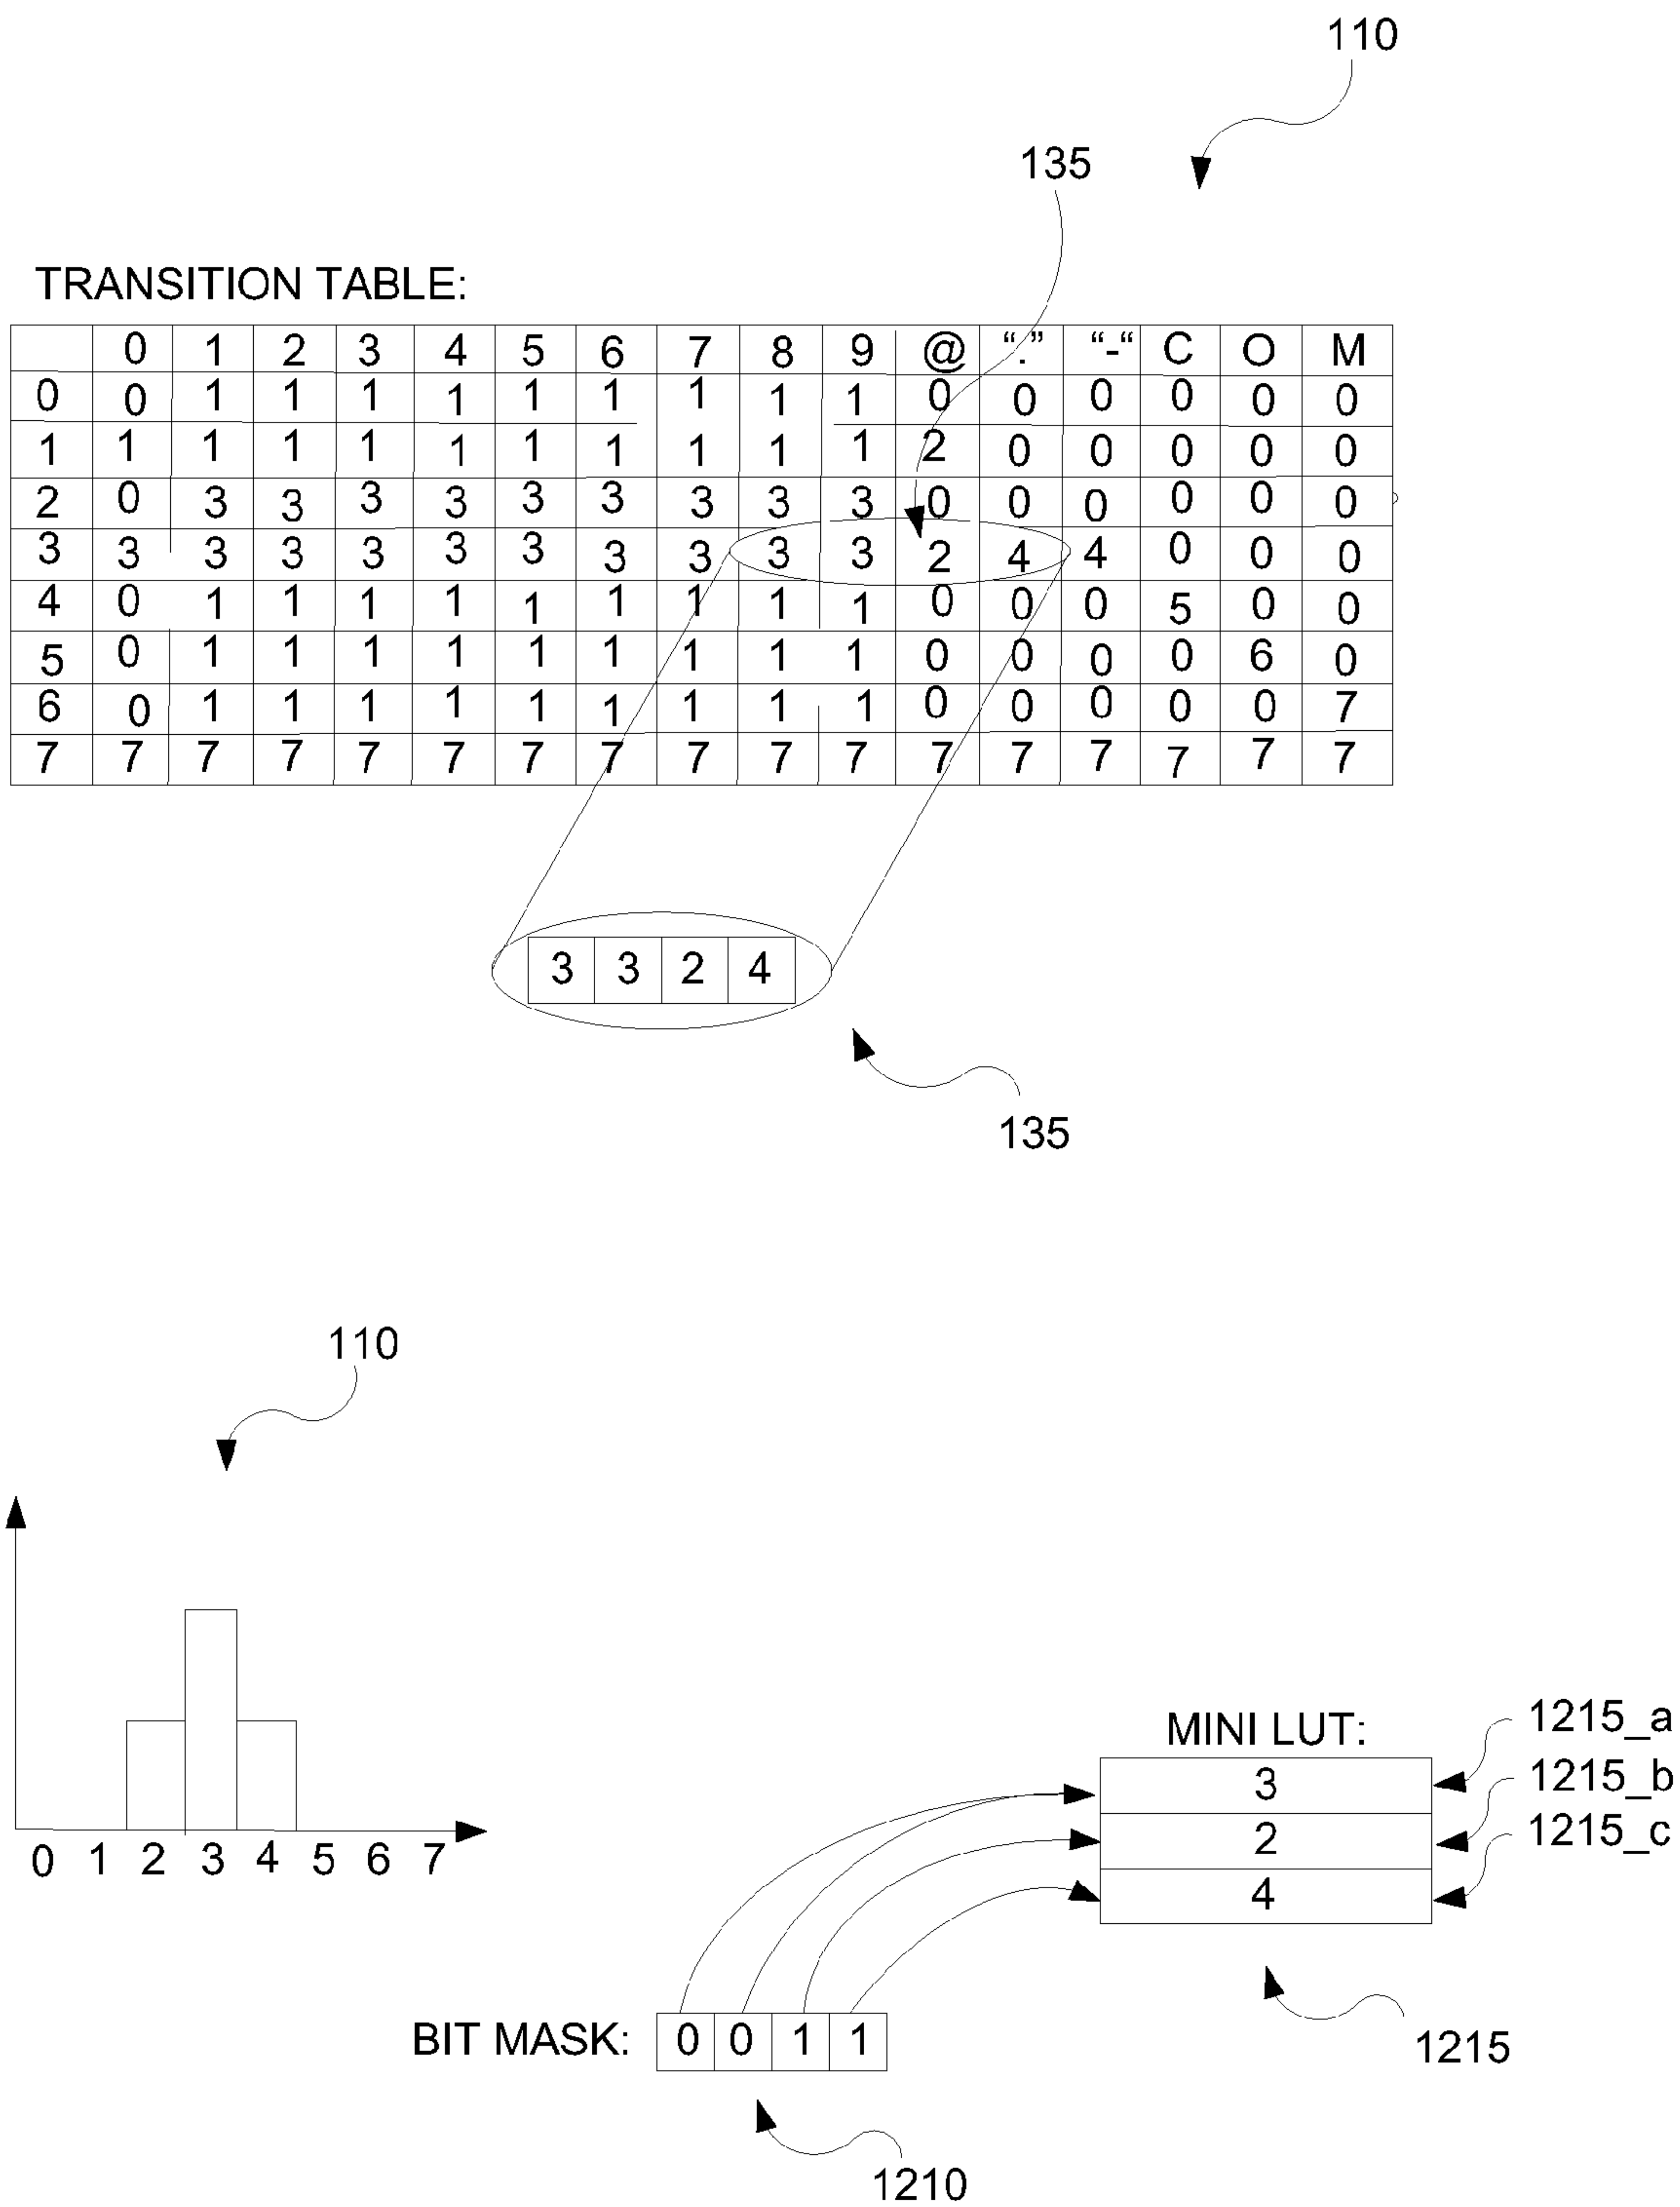 110
135
TRANSITION TABLE:
0 1 2 3 4 5 6 7 8 9 @ “.” “-“ C O M
0 0 1 1 1 1 1 1 1 1 1 0 0 0 0 0 0
1 1 1 1 1 1 1 1 1 1 1 2 0 0 0 0 0
2 0 3 3 3 3 3 3 3 3 3 0 0 0 0 0 0
3 3 3 3 3 3 3 3 3 3 3 2 4 4 0 0 0
4 0 1 1 1 1 1 1 1 1 1 0 0 0 5 0 0
5 0 1 1 1 1 1 1 1 1 1 0 0 0 0 6 0
6 0 1 1 1 1 1 1 1 1 1 0 0 0 0 0 7
7 7 7 7 7 7 7 7 7 7 7 7 7 7 7 7 7
3 3 2 4
135
110
0 1 2 3 4 5 6 7
MINI LUT:
1215_a
3
1215_b
2
1215_c
4
BIT MASK: 0 0 1 1
1215
1210